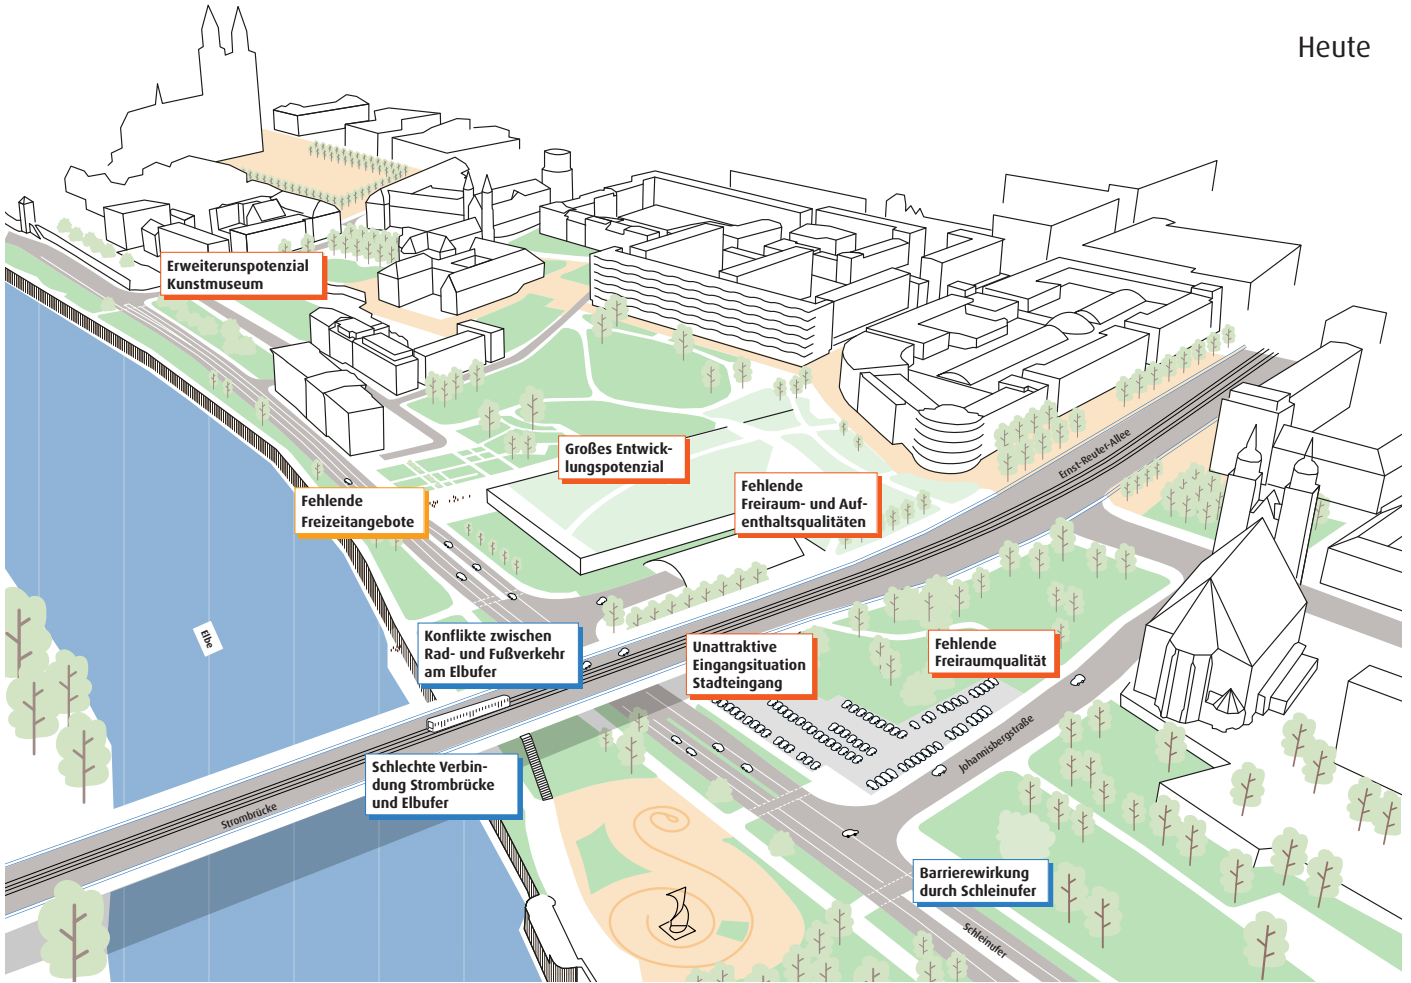 Heute
Erweiterunspotenzial
Kunstmuseum
Ernst-Reuter-Allee
Großes Entwick-
lungspotenzial
Fehlende
Freiraum- und Auf-
enthaltsqualitäten
Fehlende
Freizeitangebote
Elbe
Konflikte zwischen
Rad- und Fußverkehr
am Elbufer
Unattraktive
Eingangsituation
Stadteingang
Fehlende
Freiraumqualität
Johannisbergstraße
Schlechte Verbin-
dung Strombrücke
und Elbufer
Strombrücke
Barrierewirkung
durch Schleinufer
Schleinufer